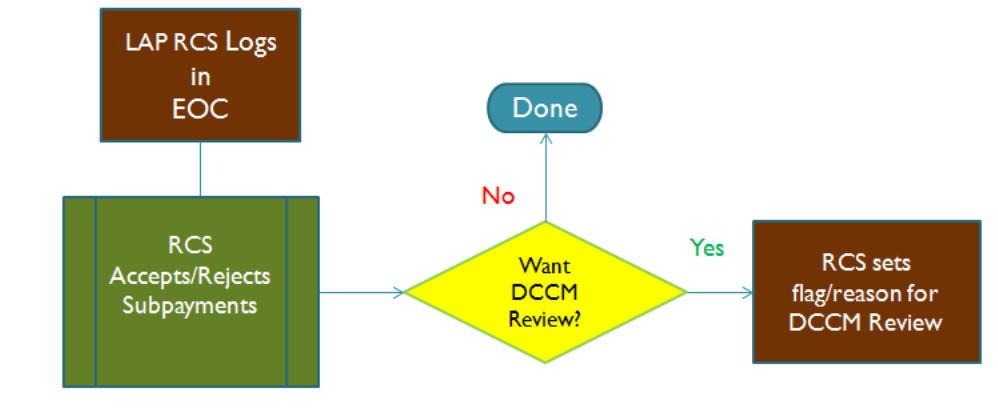 LAP RCS Logs
in
EOC
Done
No
RCS
Accepts/Rejects
Subpayments
Want
DCCM
Review?
Yes
RCS sets
flag/reason for
DCCM Review